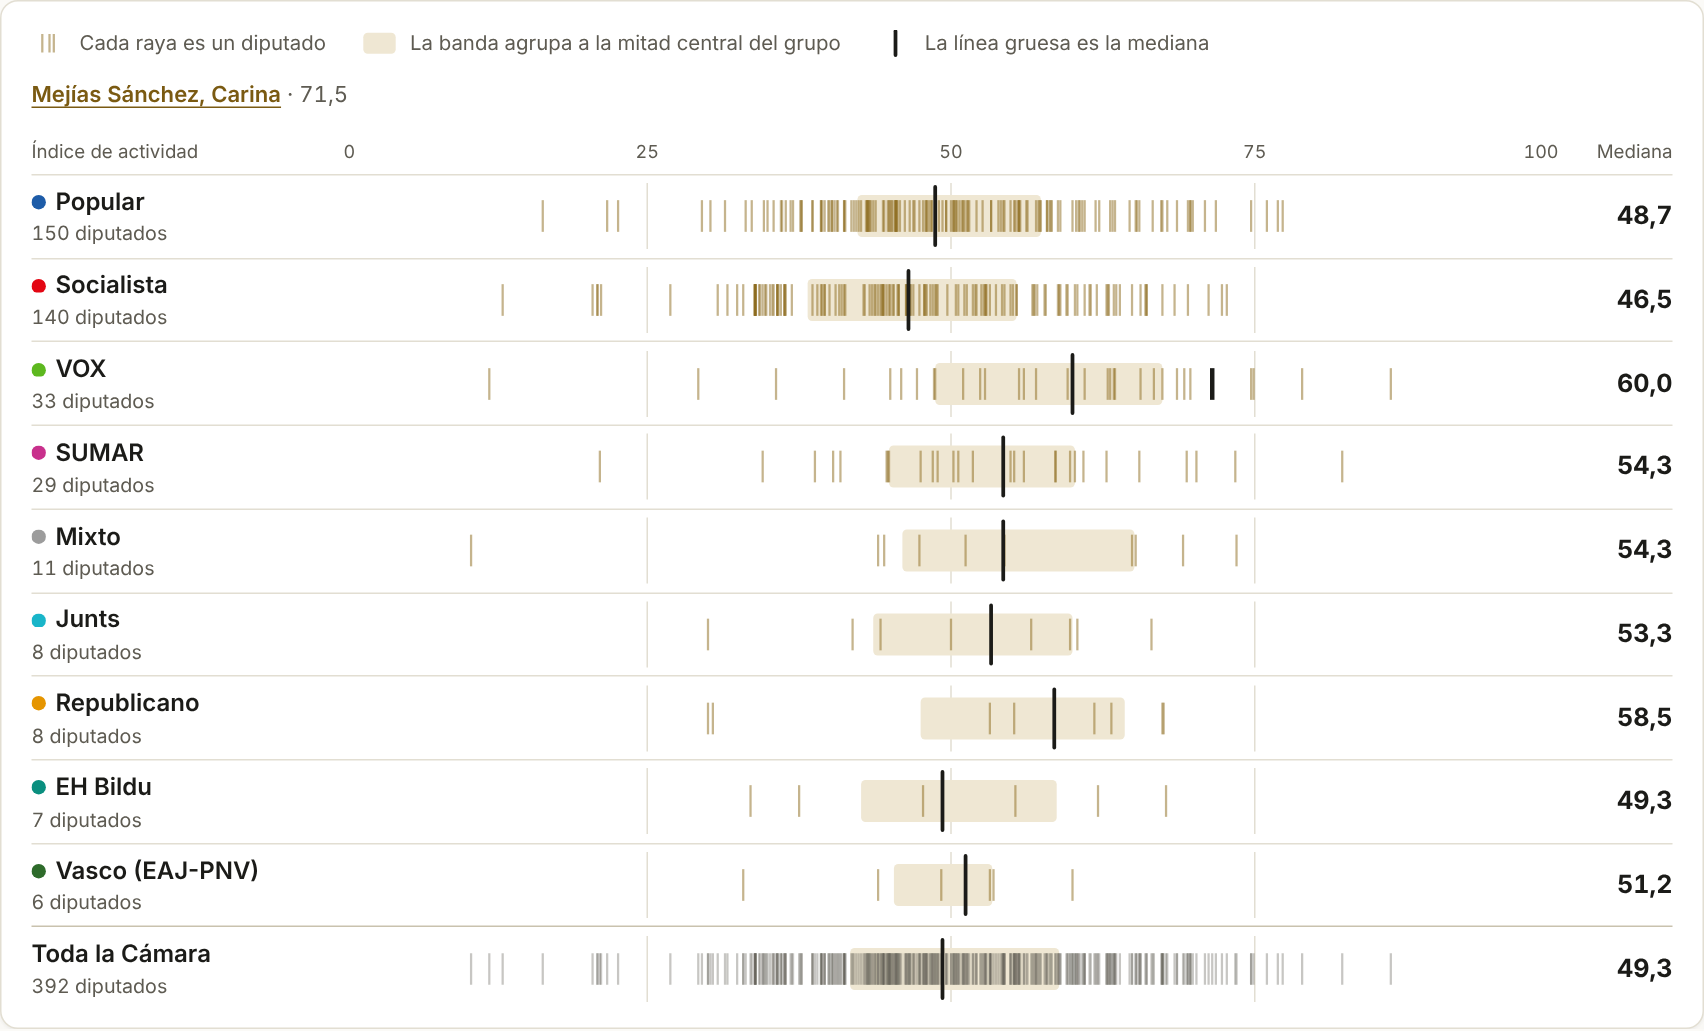 Cada raya es un diputado La banda agrupa a la mitad central del grupo La línea gruesa es la mediana
Mejías Sánchez, Carina · 71,5
Índice de actividad 0 25 50 75 100 Mediana
Popular
150 diputados
48,7
Socialista
140 diputados
46,5
VOX
33 diputados
60,0
SUMAR
29 diputados
54,3
Mixto
11 diputados
54,3
Junts
8 diputados
53,3
Republicano
8 diputados
58,5
EH Bildu
7 diputados
49,3
Vasco (EAJ-PNV)
6 diputados
51,2
Toda la Cámara
392 diputados
49,3